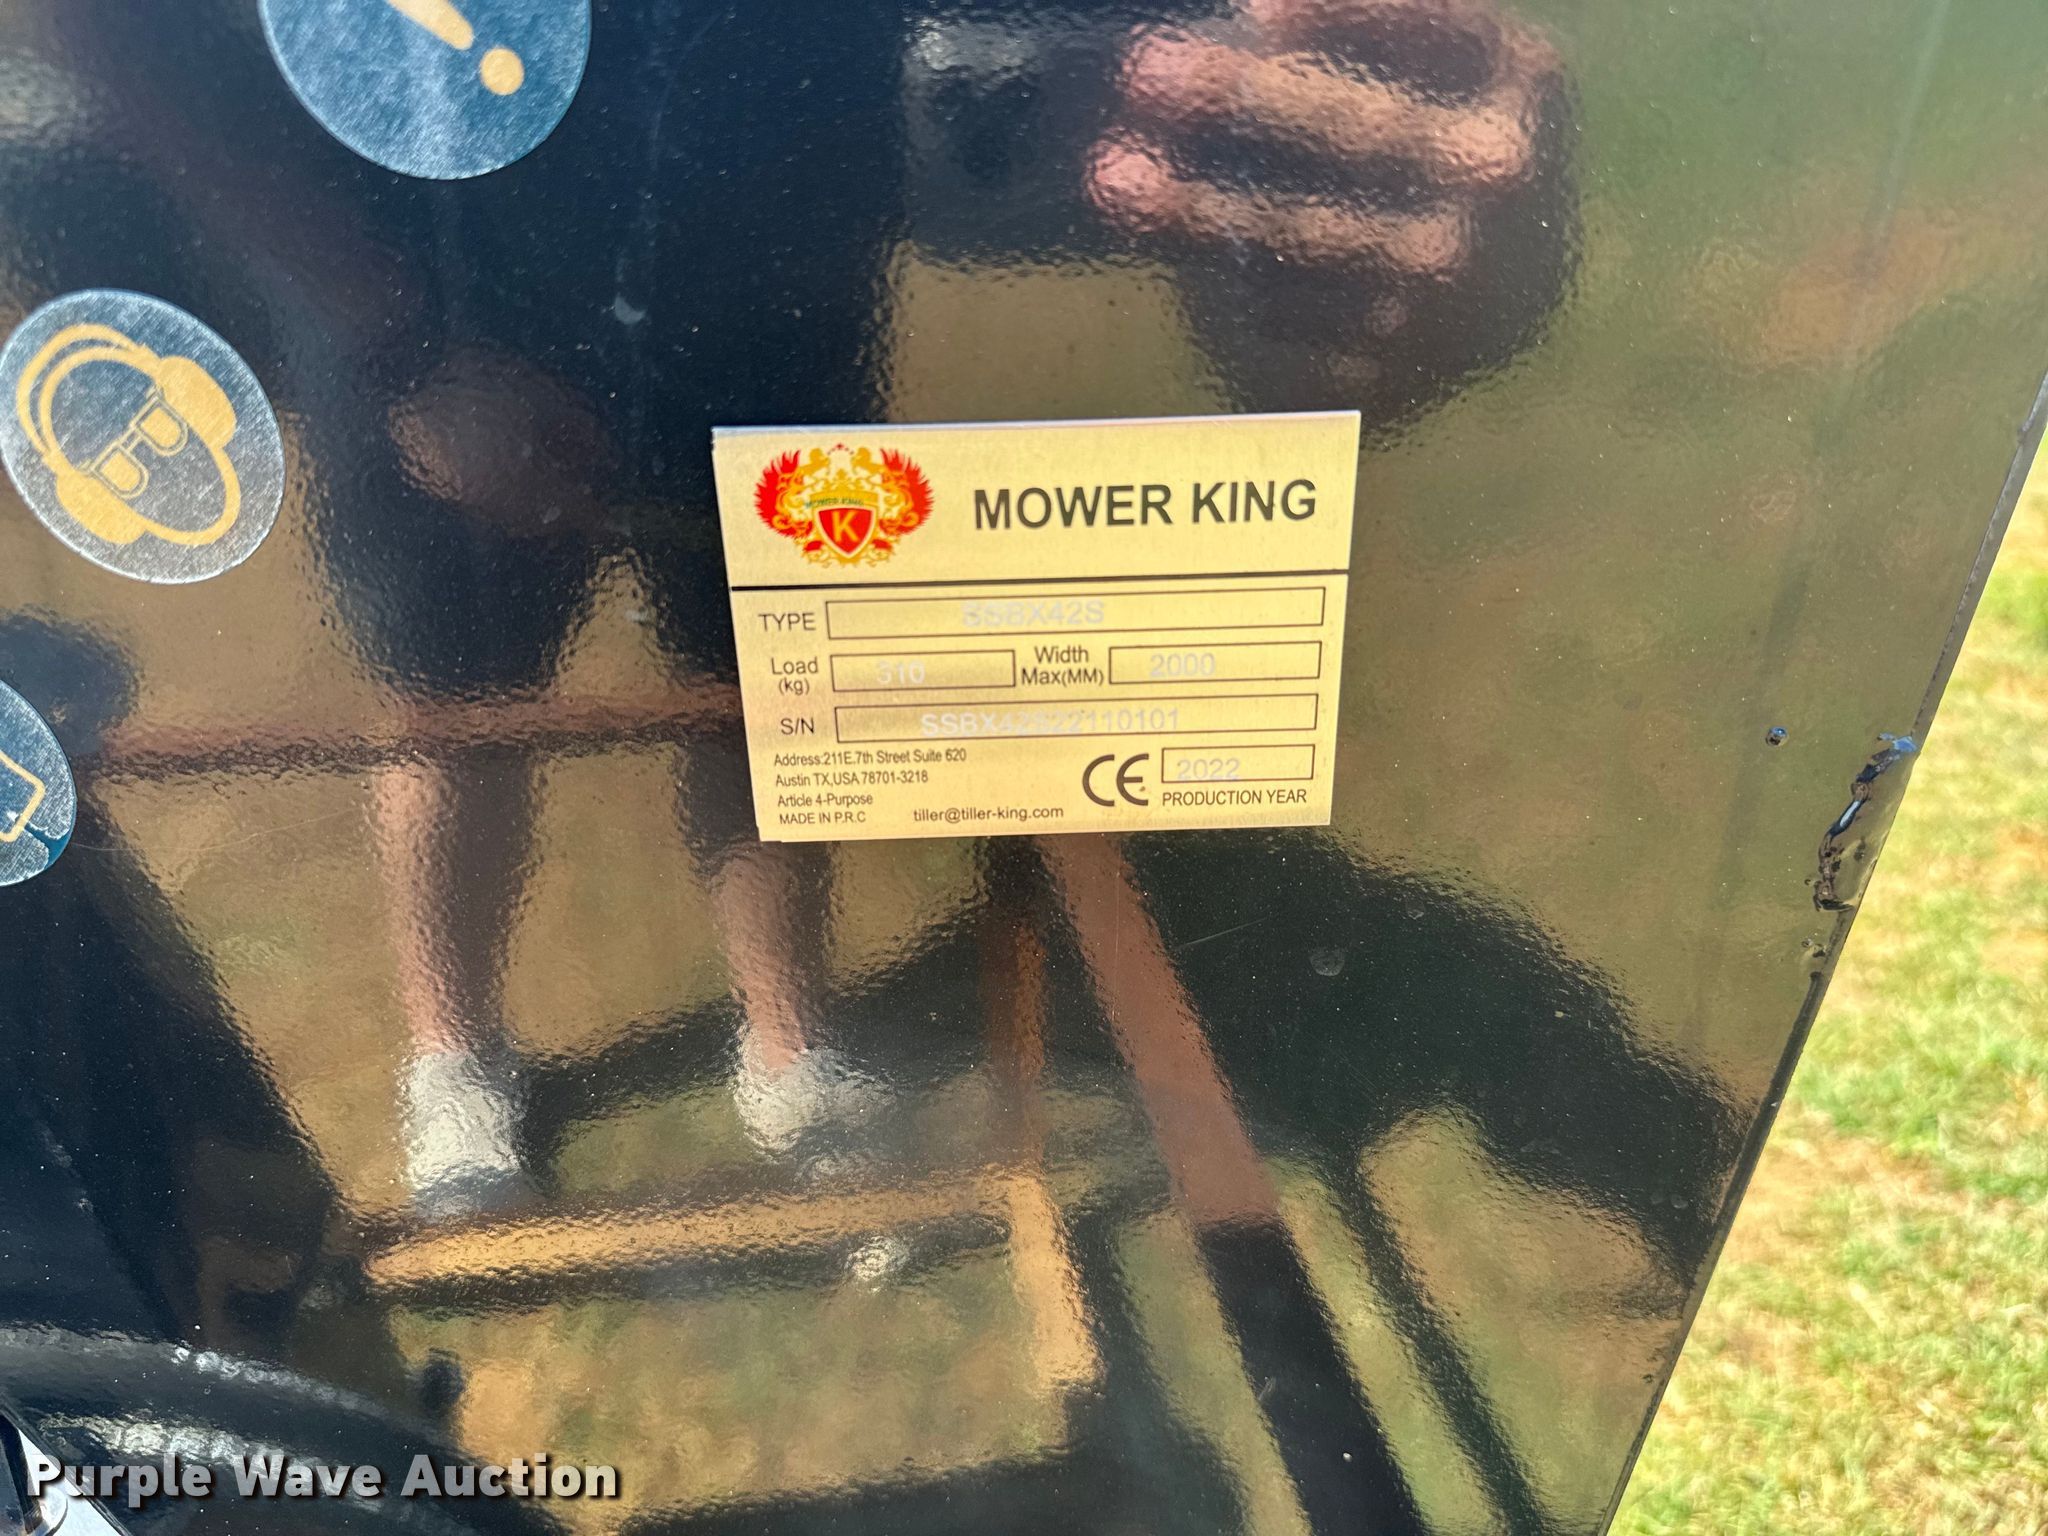 MOWER KING
MOWER KING
K
TYPE SSBX42S
Load (kg) 310 Width Max(MM) 2000
S/N SSBX42S22110101
Address:211E.7th Street Suite 620
Austin TX,USA 78701-3218
Article 4-Purpose
MADE IN P.R.C tiller@tiller-king.com
CE 2022
PRODUCTION YEAR
Purple Wave Auction